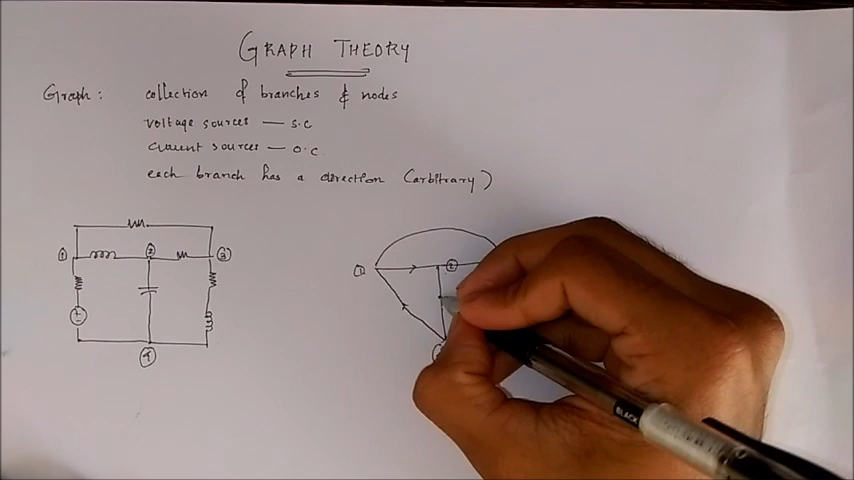 GRAPH THEORY
Graph: collection of branches & nodes
voltage sources — s.c
current sources — o.c
each branch has a direction (arbitrary)
1 2 3
4
1 2
BLACK